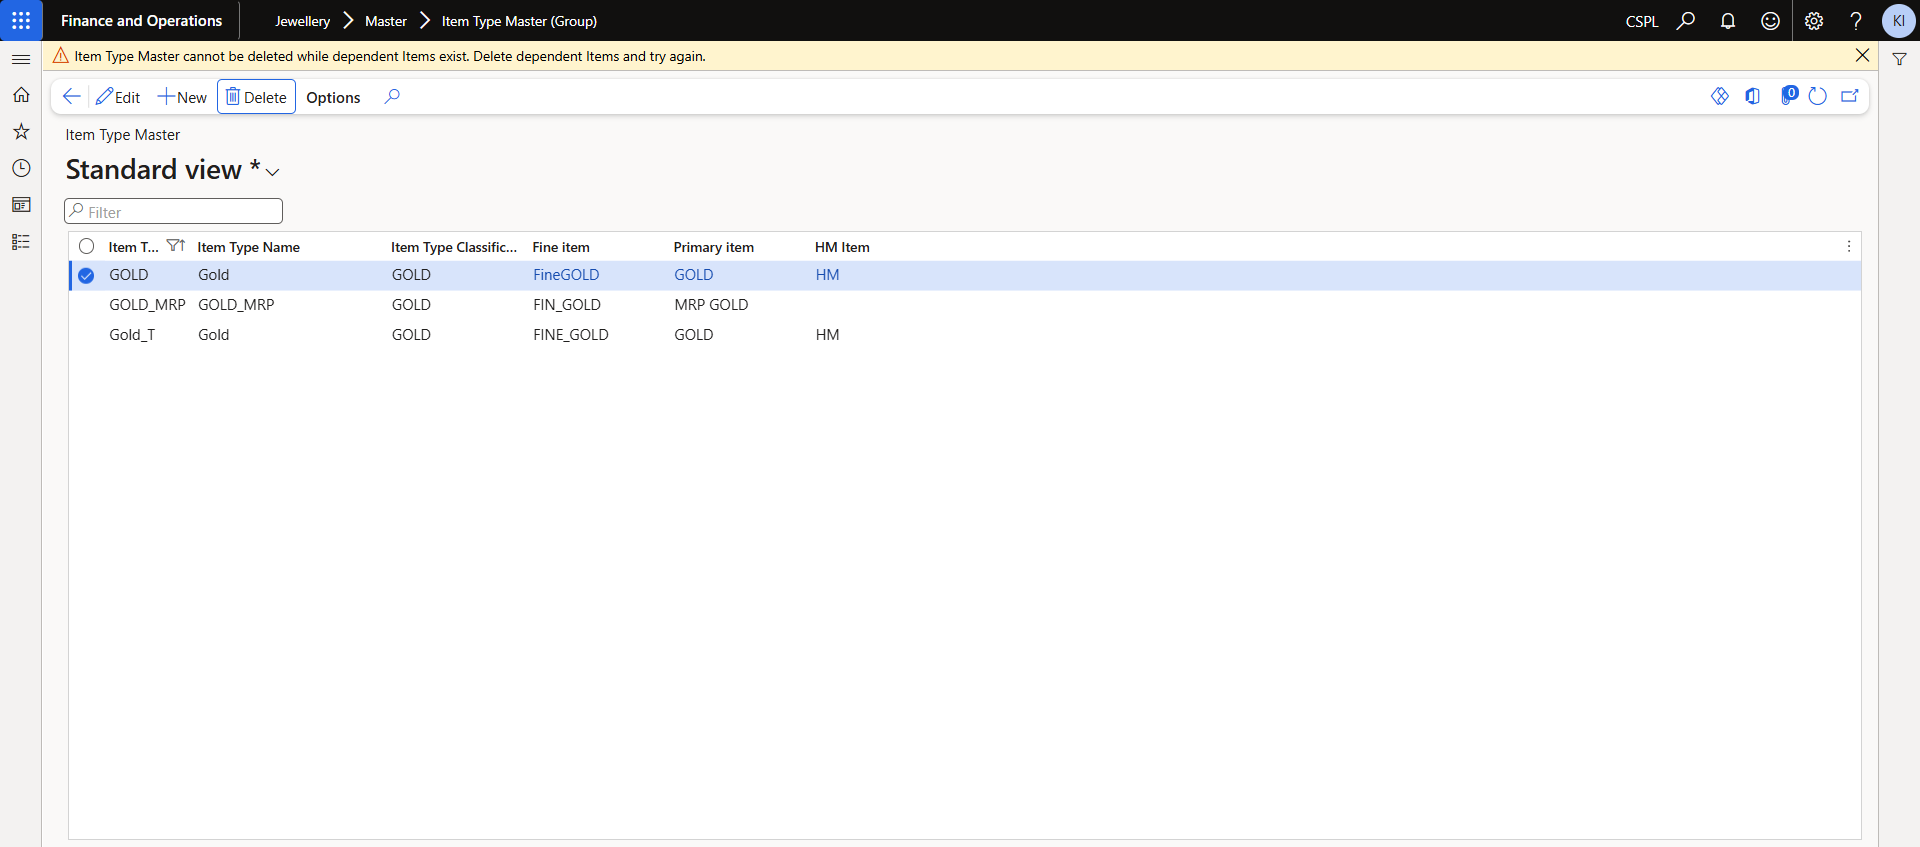 Finance and Operations Jewellery Master Item Type Master (Group) CSPL ? KI
Item Type Master cannot be deleted while dependent Items exist. Delete dependent Items and try again.
Edit New Delete Options 0
Item Type Master
Standard view *
Filter
Item T... Item Type Name Item Type Classific... Fine item Primary item HM Item
GOLD Gold GOLD FineGOLD GOLD HM
GOLD_MRP GOLD_MRP GOLD FIN_GOLD MRP GOLD
Gold_T Gold GOLD FINE_GOLD GOLD HM